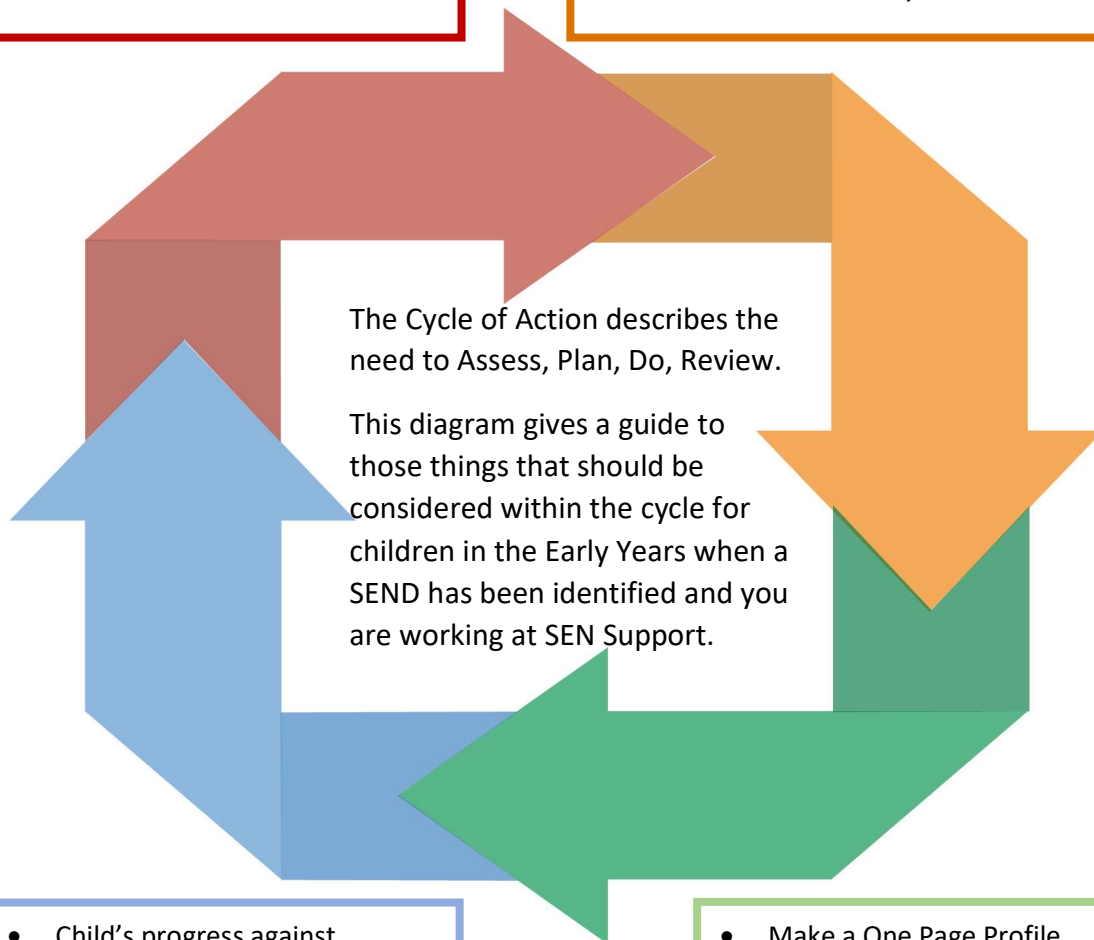 The Cycle of Action describes the
need to Assess, Plan, Do, Review.
This diagram gives a guide to
those things that should be
considered within the cycle for
children in the Early Years when a
SEND has been identified and you
are working at SEN Support.
• Child's progress against
• Make a One Page Profile